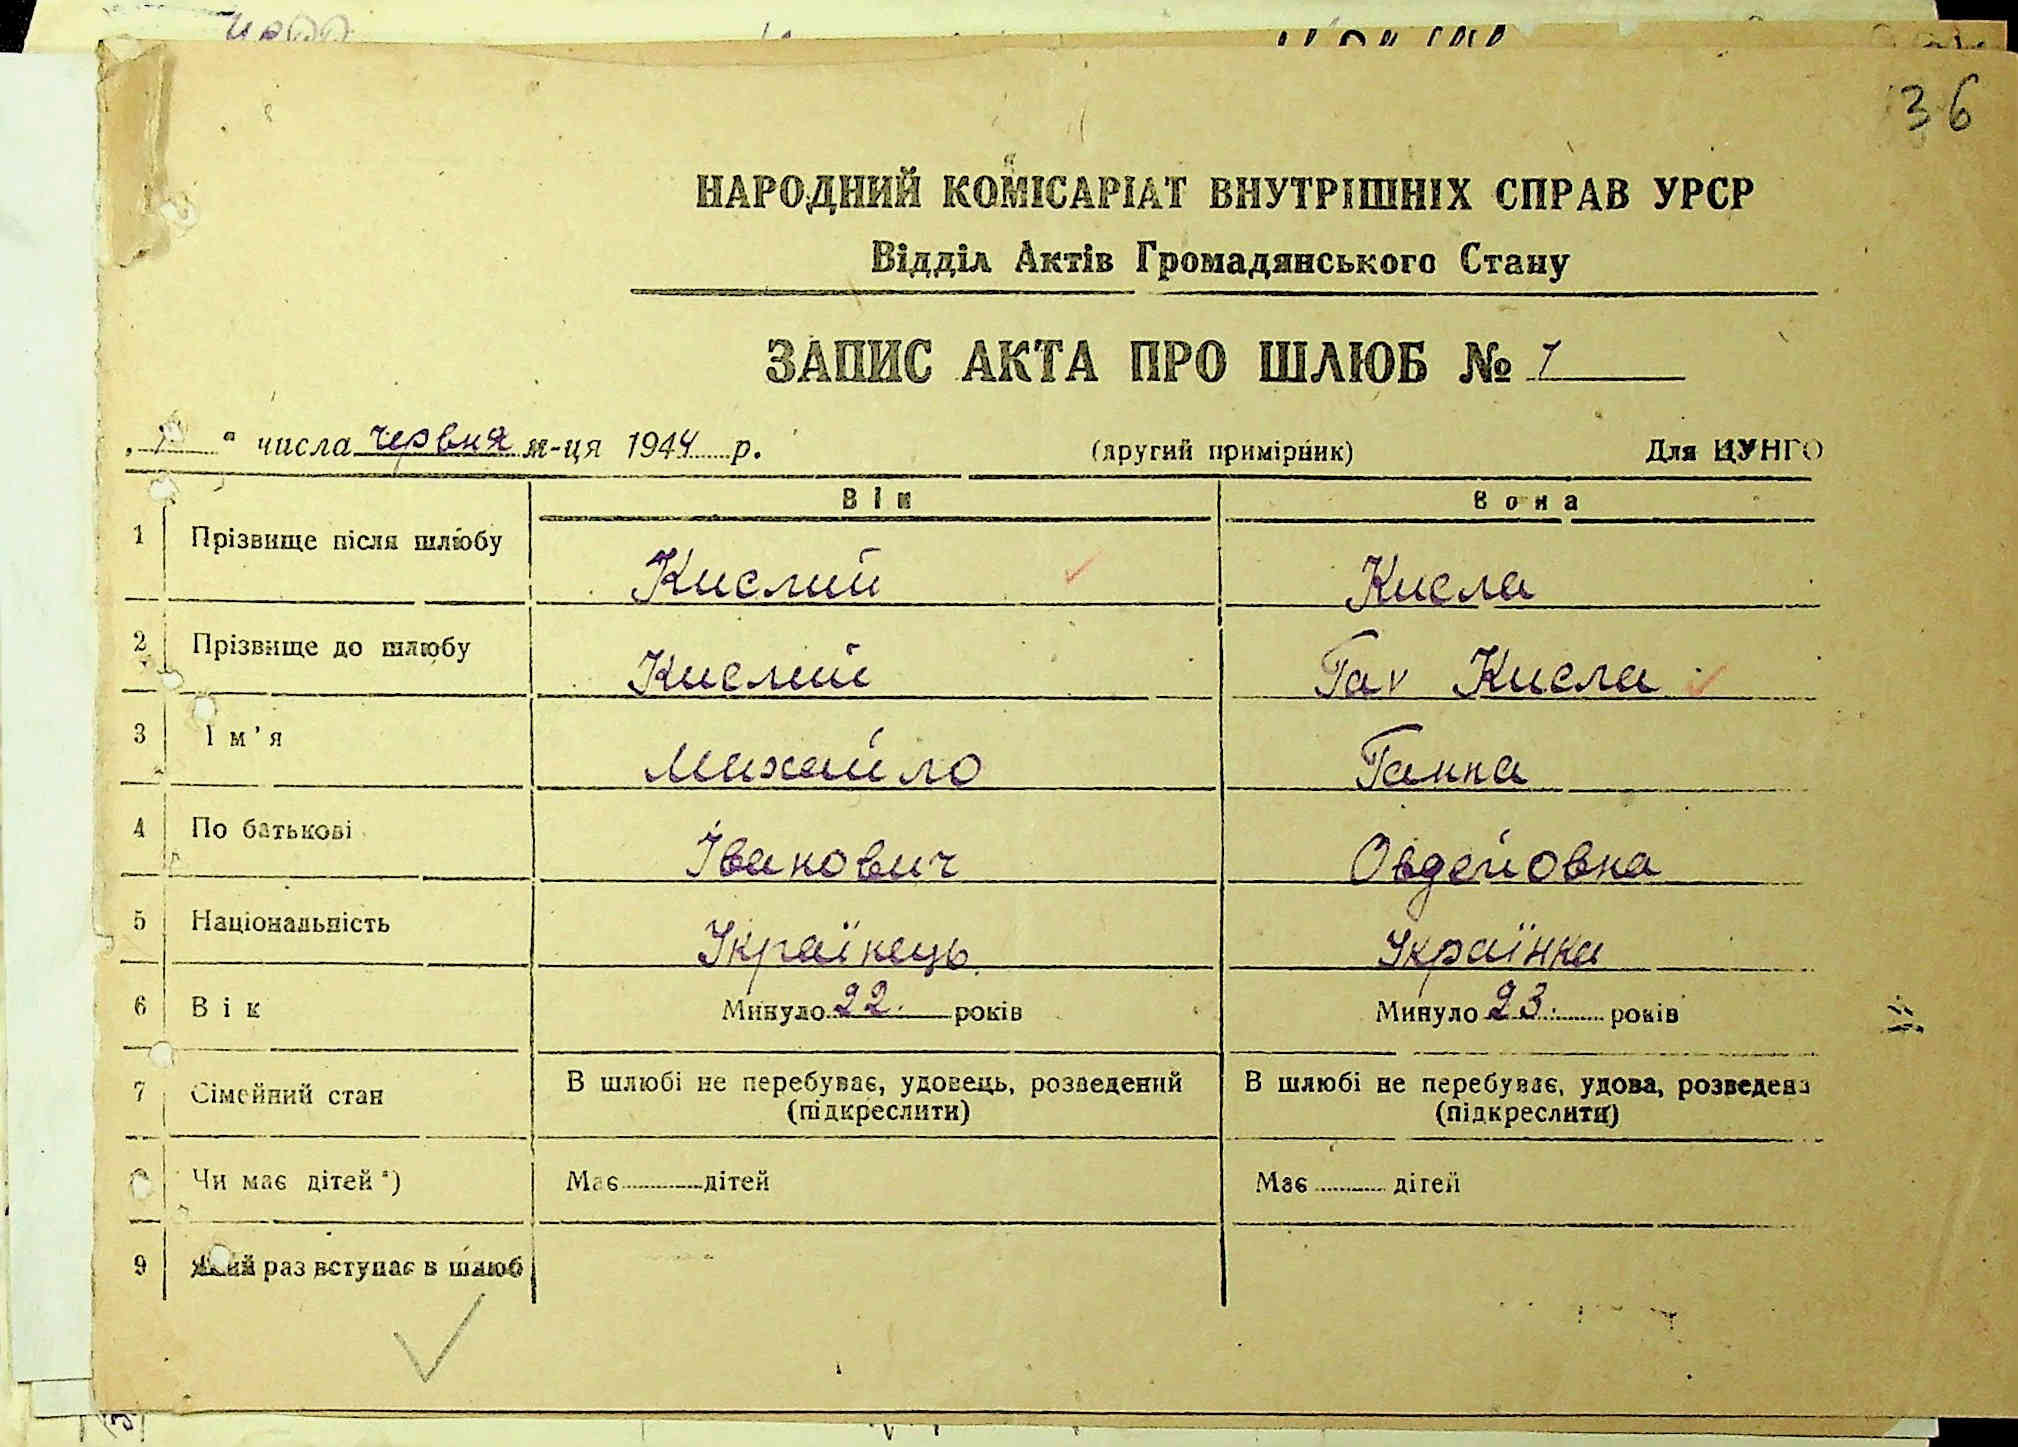 36
НАРОДНИЙ КОМІСАРІАТ ВНУТРІШНІХ СПРАВ УРСР
Відділ Актів Громадянського Стану
ЗАПИС АКТА ПРО ШЛЮБ № 1
" числа червня м-ця 1944 р. (другий примірник) Для ЦУНГО
Він Вона
1 Прізвище після шлюбу Кислий Кисла
2 Прізвище до шлюбу Кислий Кисла
3 Ім'я Михайло Ганна
4 По батькові Іванович Овдейовна
5 Національність Українець Українка
6 Вік Минуло 22. років Минуло 23. років
7 Сімейний стан В шлюбі не перебуває, удовець, розведений (підкреслити) В шлюбі не перебуває, удова, розведена (підкреслити)
8 Чи має дітей *) Має дітей Має дітей
9 Який раз вступає в шлюб